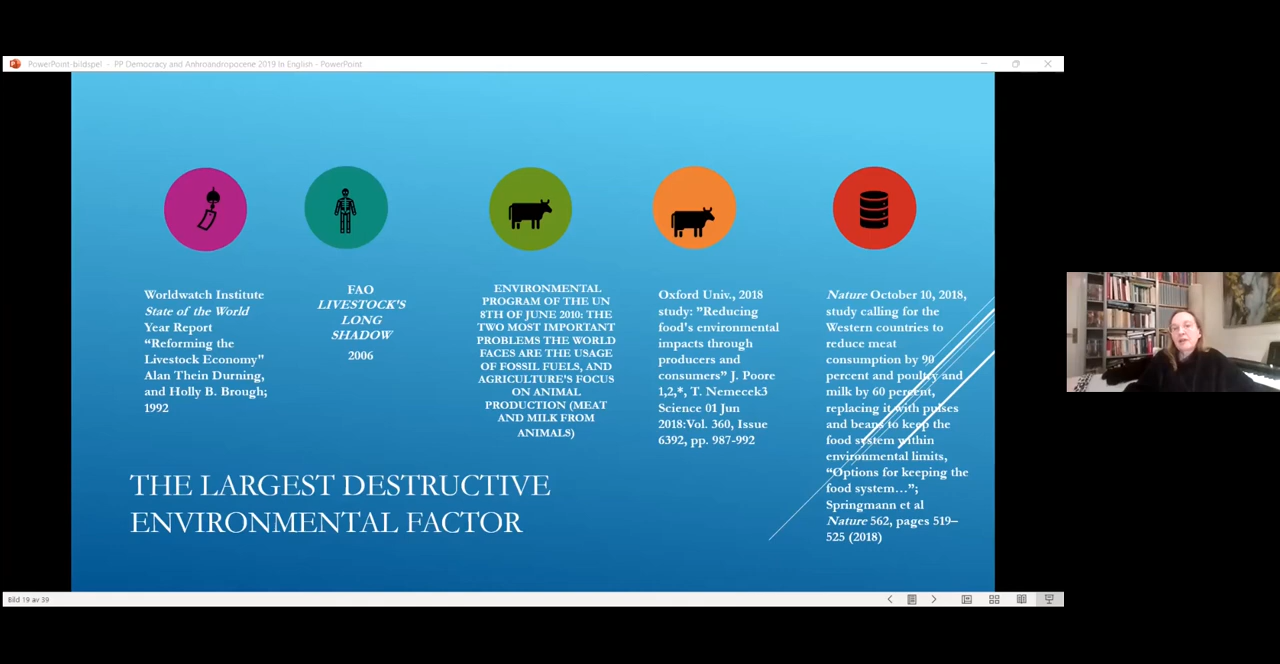 PowerPoint-bildspel - PP Democracy and Anhroandropocene 2019 In English - PowerPoint
Worldwatch Institute
State of the World
Year Report
“Reforming the
Livestock Economy"
Alan Thein Durning,
and Holly B. Brough;
1992
FAO
LIVESTOCK'S
LONG
SHADOW
2006
ENVIRONMENTAL
PROGRAM OF THE UN
8TH OF JUNE 2010: THE
TWO MOST IMPORTANT
PROBLEMS THE WORLD
FACES ARE THE USAGE
OF FOSSIL FUELS, AND
AGRICULTURE'S FOCUS
ON ANIMAL
PRODUCTION (MEAT
AND MILK FROM
ANIMALS)
Oxford Univ., 2018
study: ”Reducing
food's environmental
impacts through
producers and
consumers” J. Poore
1,2,*, T. Nemecek3
Science 01 Jun
2018:Vol. 360, Issue
6392, pp. 987-992
Nature October 10, 2018,
study calling for the
Western countries to
reduce meat
consumption by 90
percent and poultry and
milk by 60 percent,
replacing it with pulses
and beans to keep the
food system within
environmental limits,
“Options for keeping the
food system…”;
Springmann et al
Nature 562, pages 519–
525 (2018)
THE LARGEST DESTRUCTIVE
ENVIRONMENTAL FACTOR
Bild 19 av 39